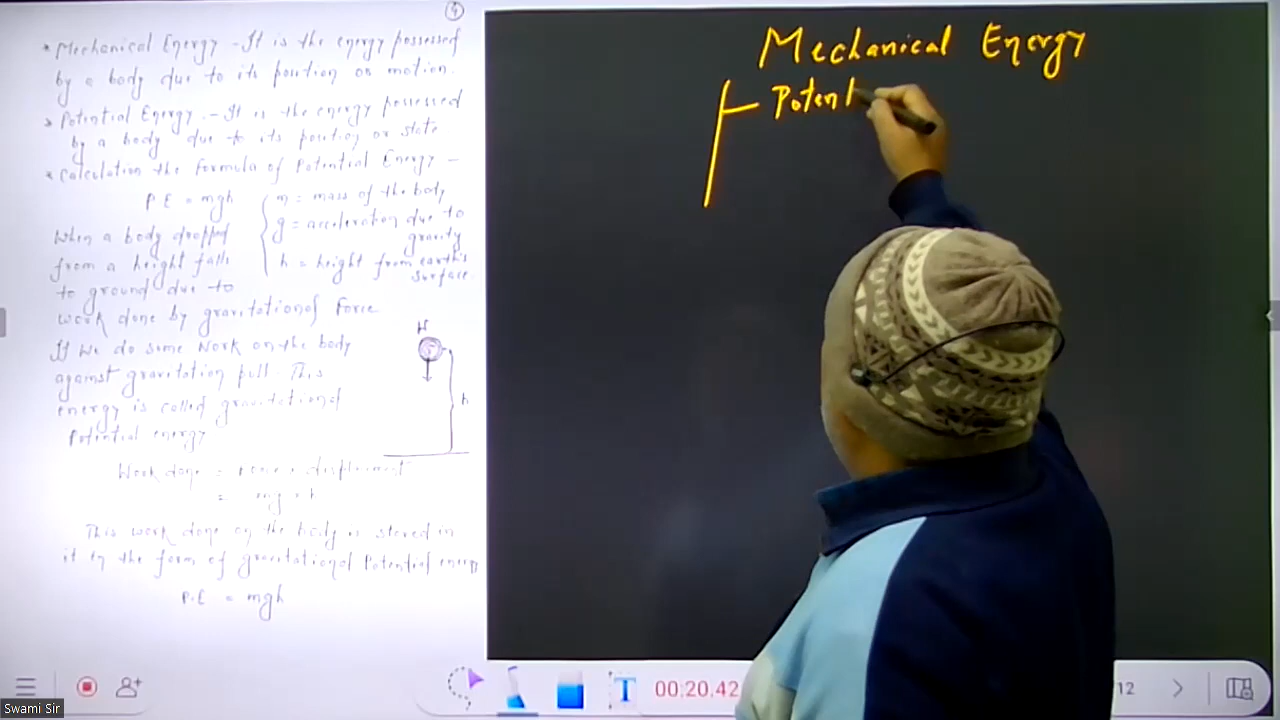 4
* Mechanical Energy - It is the energy possessed
by a body due to its position or motion.
* Potential Energy - It is the energy possessed
by a body due to its position or state
* Calculation the formula of Potential Energy -
P.E = mgh
m = mass of the body
g = acceleration due to
gravity
h = height from earth's
surface.
When a body dropped
from a height falls
to ground due to
work done by gravitational Force
If we do some work on the body
against gravitation pull. This
energy is called gravitational
Potential energy
h
Work done = Force × displacement
= mg × h
This work done on the body is stored in
it in the form of gravitational Potential energy
P.E = mgh
Mechanical Energy
Potent
00:20.42
12
T
Swami Sir